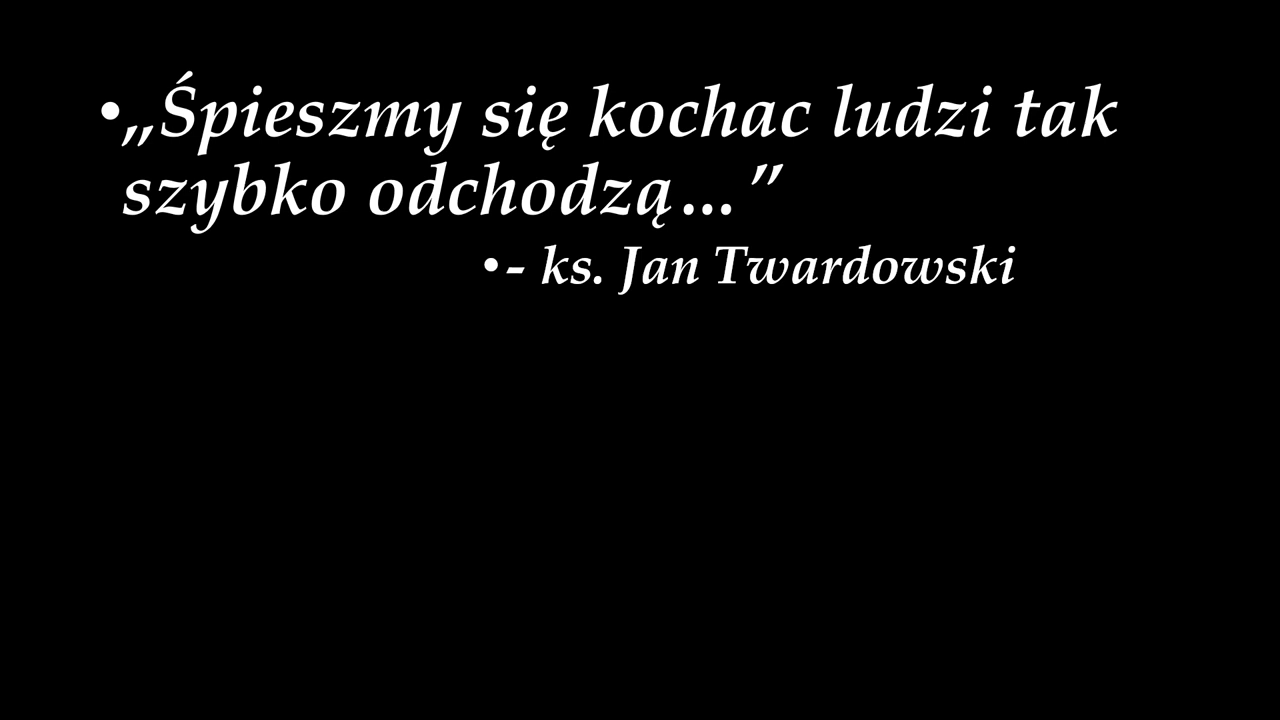 •„Śpieszmy się kochac ludzi tak
szybko odchodzą…”
•- ks. Jan Twardowski